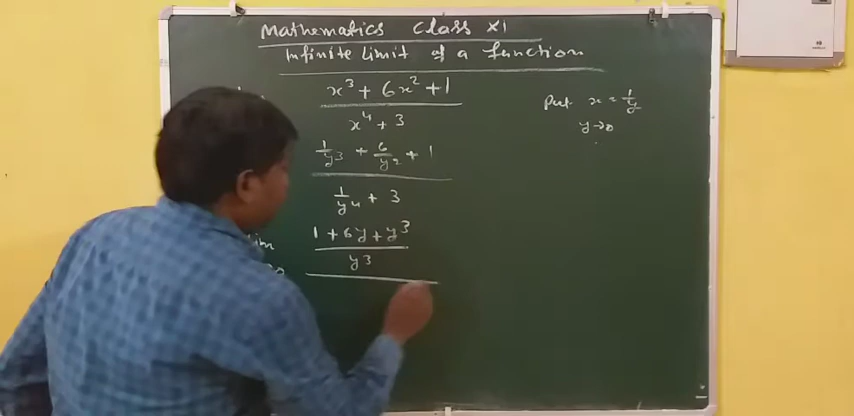 Mathematics Class XI
Infinite Limit of a function
x³ + 6x² + 1
x⁴ + 3
Put x = 1/y
y→0
1/y³ + 6/y² + 1
1/y⁴ + 3
lim 1 + 6y + y³
y³